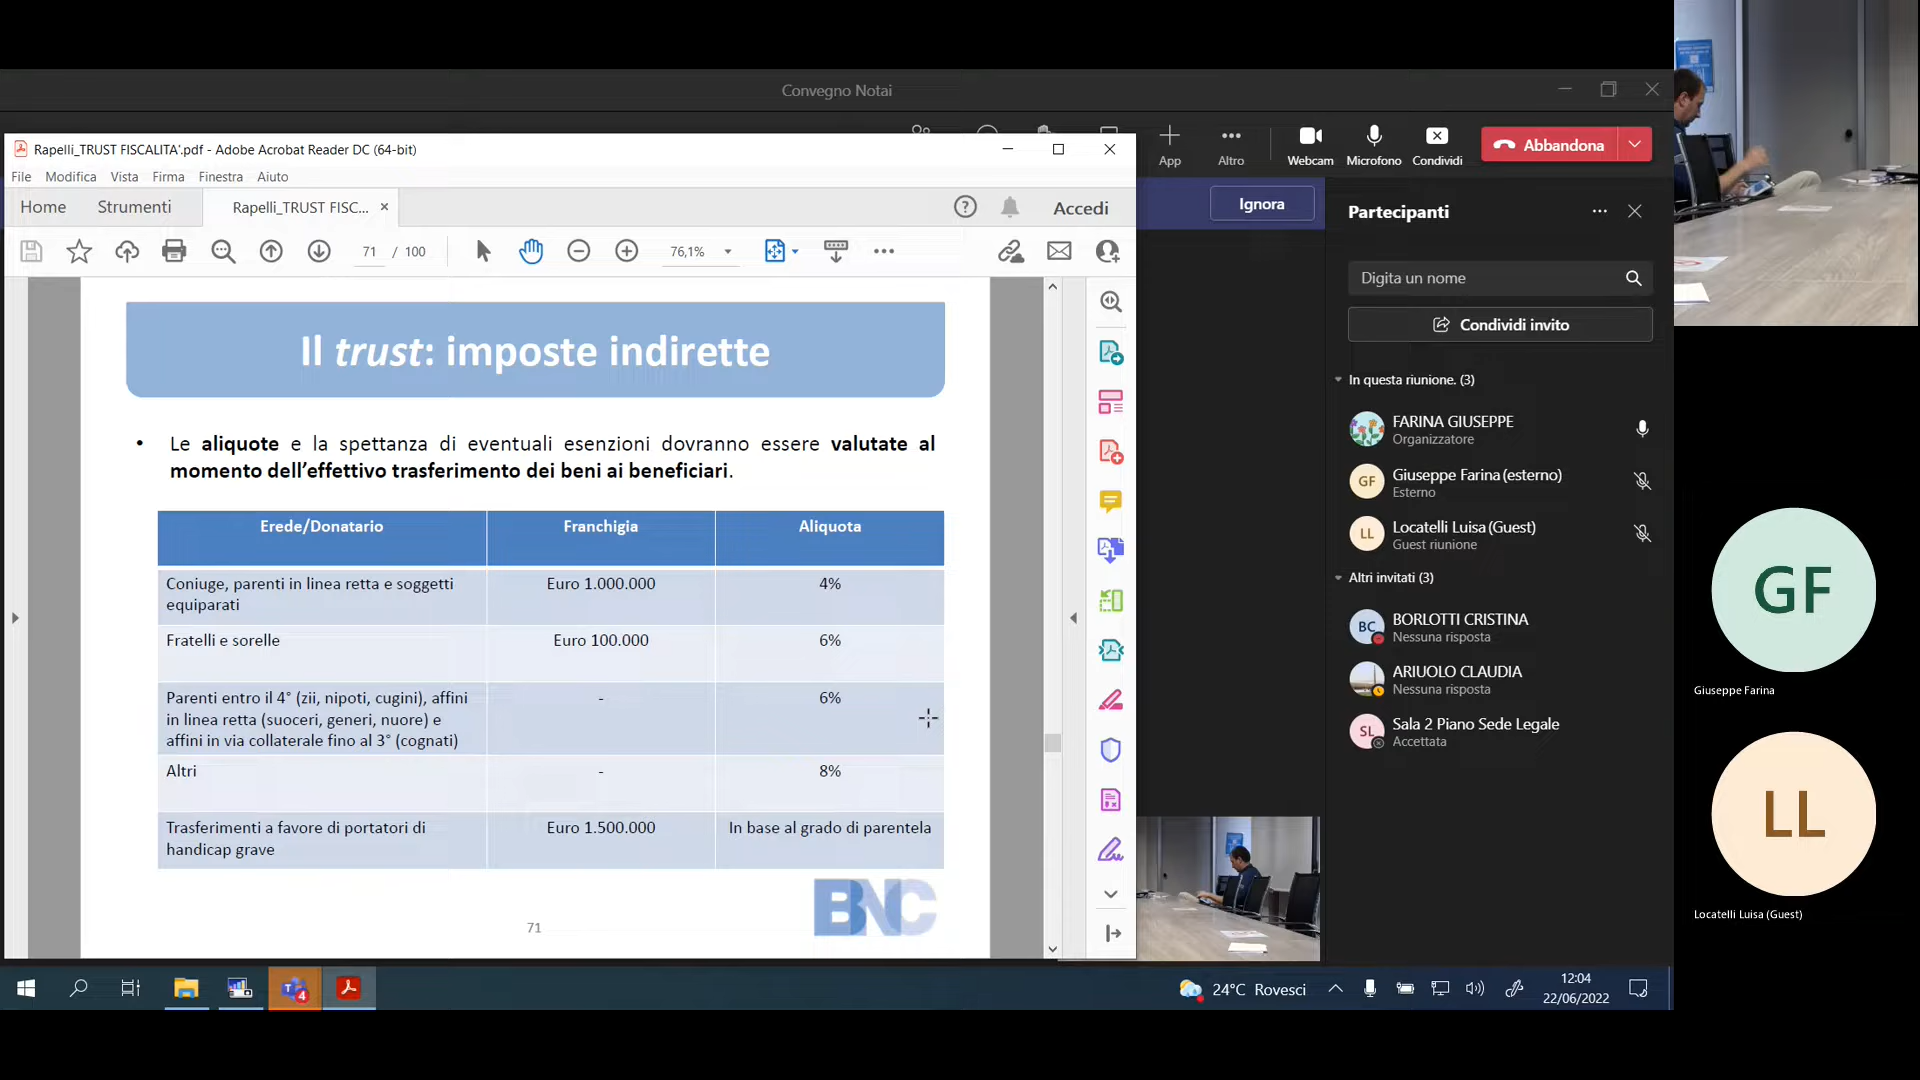 Convegno Notai
App
Altro
Webcam
Microfono
Condividi
Abbandona
Rapelli_TRUST FISCALITA'.pdf - Adobe Acrobat Reader DC (64-bit)
File Modifica Vista Firma Finestra Aiuto
Home Strumenti Rapelli_TRUST FISC... Accedi
Ignora
71 / 100 76,1%
Il trust: imposte indirette
• Le aliquote e la spettanza di eventuali esenzioni dovranno essere valutate al
momento dell'effettivo trasferimento dei beni ai beneficiari.
Erede/Donatario Franchigia Aliquota
Coniuge, parenti in linea retta e soggetti Euro 1.000.000 4%
equiparati
Fratelli e sorelle Euro 100.000 6%
Parenti entro il 4° (zii, nipoti, cugini), affini - 6%
in linea retta (suoceri, generi, nuore) e
affini in via collaterale fino al 3° (cognati)
Altri - 8%
Trasferimenti a favore di portatori di Euro 1.500.000 In base al grado di parentela
handicap grave
BNC
71
Partecipanti
Digita un nome
Condividi invito
In questa riunione. (3)
FARINA GIUSEPPE
Organizzatore
GF
Giuseppe Farina (esterno)
Esterno
LL
Locatelli Luisa (Guest)
Guest riunione
Altri invitati (3)
BC
BORLOTTI CRISTINA
Nessuna risposta
ARIUOLO CLAUDIA
Nessuna risposta
SL
Sala 2 Piano Sede Legale
Accettata
GF
Giuseppe Farina
LL
Locatelli Luisa (Guest)
4
24°C Rovesci
12:04
22/06/2022